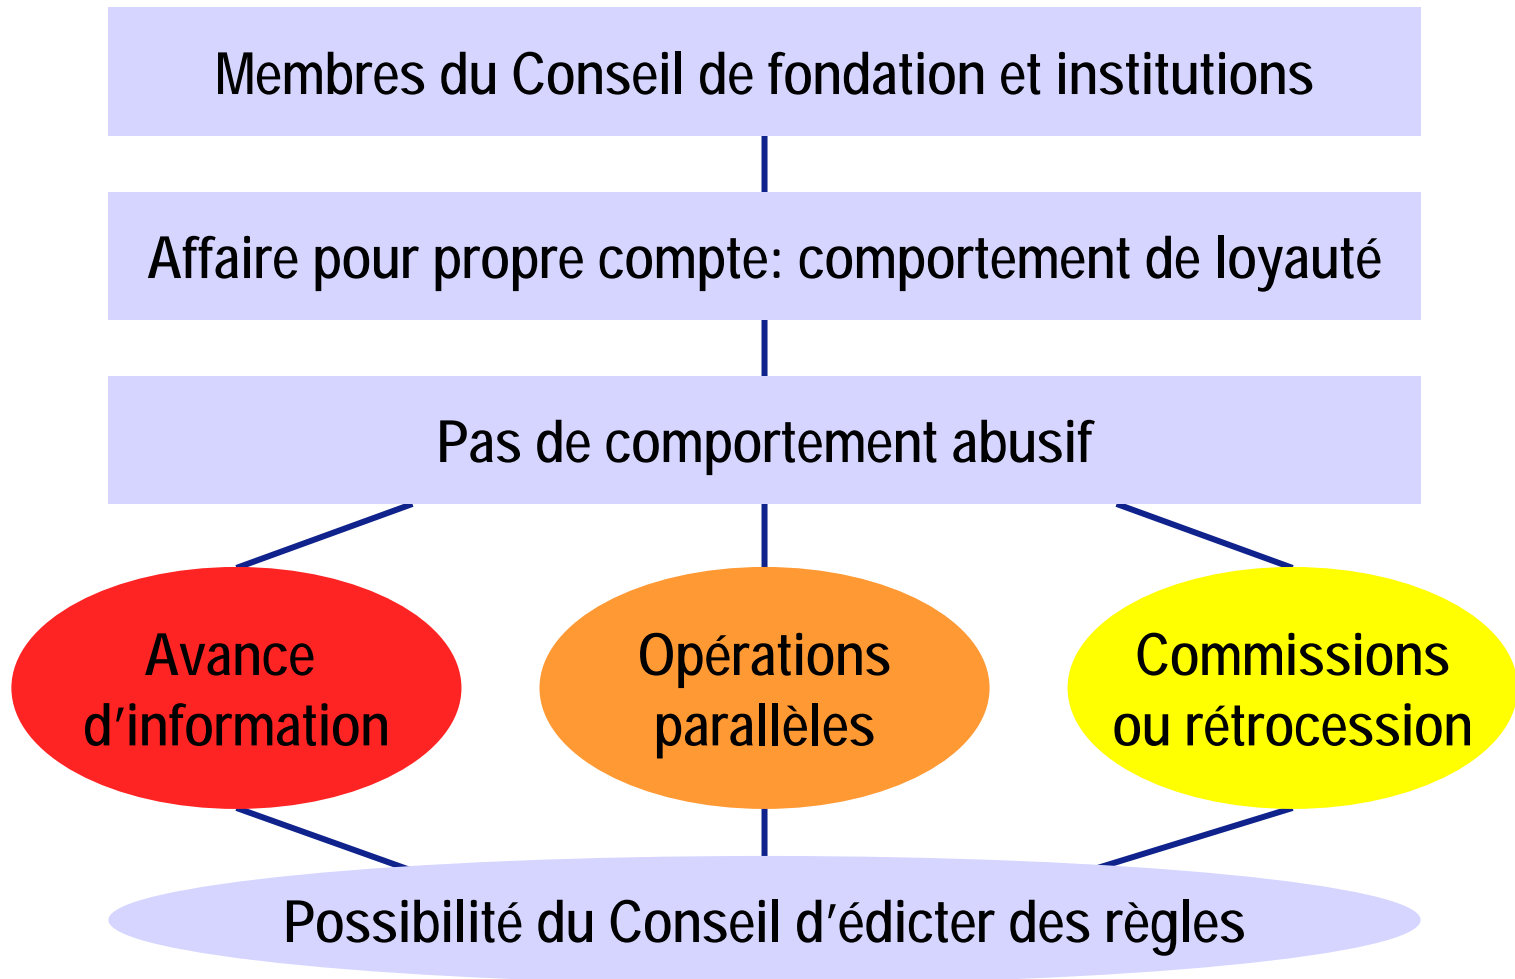 Membres du Conseil de fondation et institutions
Affaire pour propre compte: comportement de loyauté
Pas de comportement abusif
Avance
d'information
Opérations
parallèles
Commissions
ou rétrocession
Possibilité du Conseil d'édicter des règles